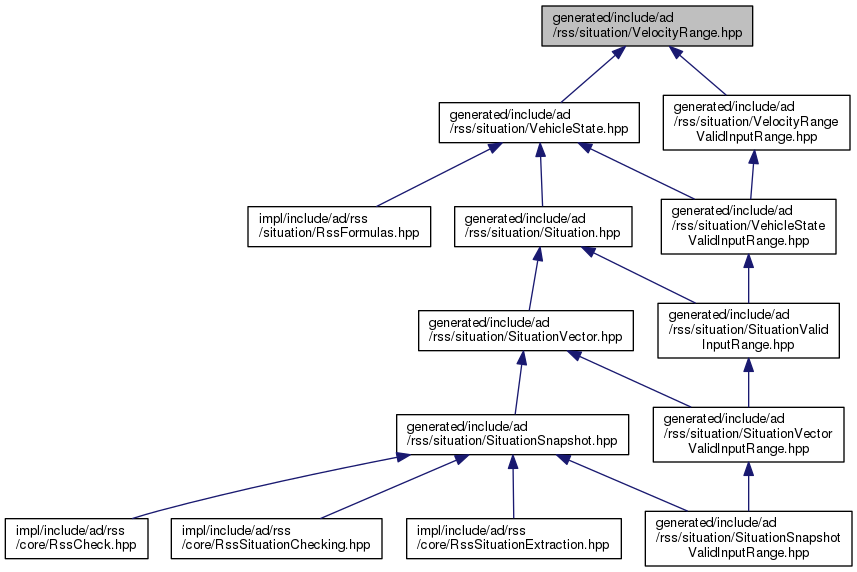 generated/include/ad
/rss/situation/VelocityRange.hpp
generated/include/ad
/rss/situation/VehicleState.hpp
generated/include/ad
/rss/situation/VelocityRange
ValidInputRange.hpp
impl/include/ad/rss
/situation/RssFormulas.hpp
generated/include/ad
/rss/situation/Situation.hpp
generated/include/ad
/rss/situation/VehicleState
ValidInputRange.hpp
generated/include/ad
/rss/situation/SituationVector.hpp
generated/include/ad
/rss/situation/SituationValid
InputRange.hpp
generated/include/ad
/rss/situation/SituationSnapshot.hpp
generated/include/ad
/rss/situation/SituationVector
ValidInputRange.hpp
impl/include/ad/rss
/core/RssCheck.hpp
impl/include/ad/rss
/core/RssSituationChecking.hpp
impl/include/ad/rss
/core/RssSituationExtraction.hpp
generated/include/ad
/rss/situation/SituationSnapshot
ValidInputRange.hpp